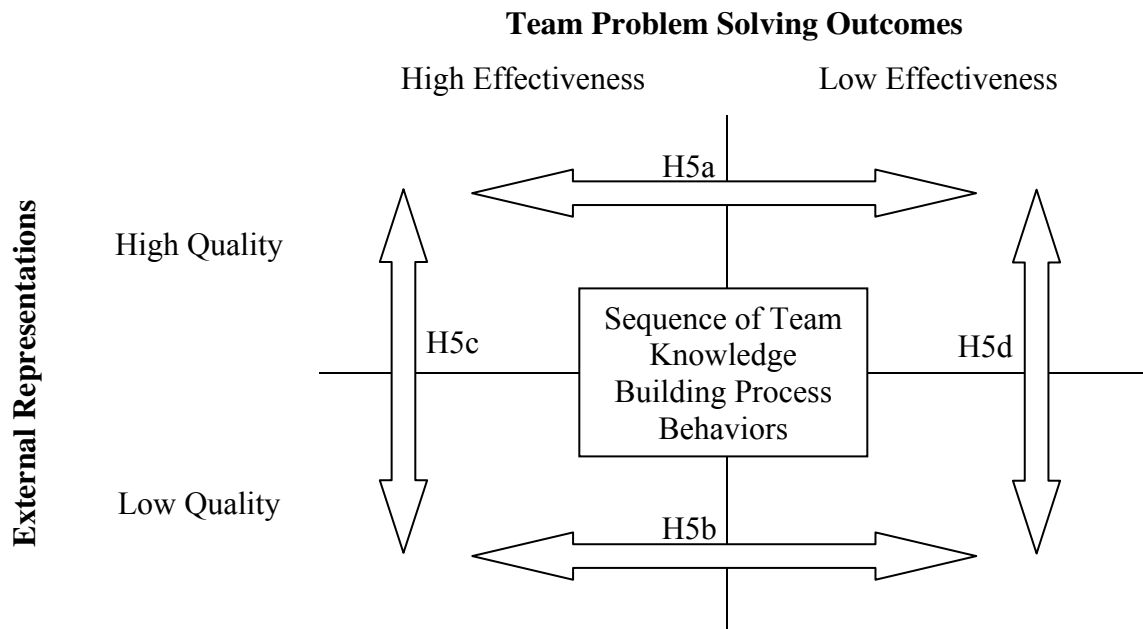 Team Problem Solving Outcomes
High Effectiveness
Low Effectiveness
External Representations
High Quality
Low Quality
H5a
H5c
H5d
H5b
Sequence of Team
Knowledge
Building Process
Behaviors